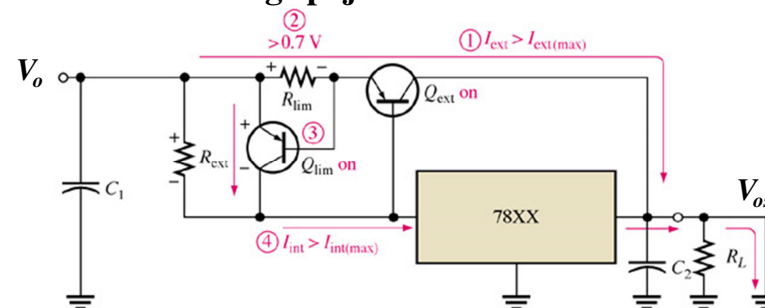 ②
>0.7 V
① Iext > Iext(max)
Vo
+ −
Rlim
Qext on
+
Rext
−
+
③
−
Qlim on
C1
④ Iint > Iint(max)
78XX
C2
RL